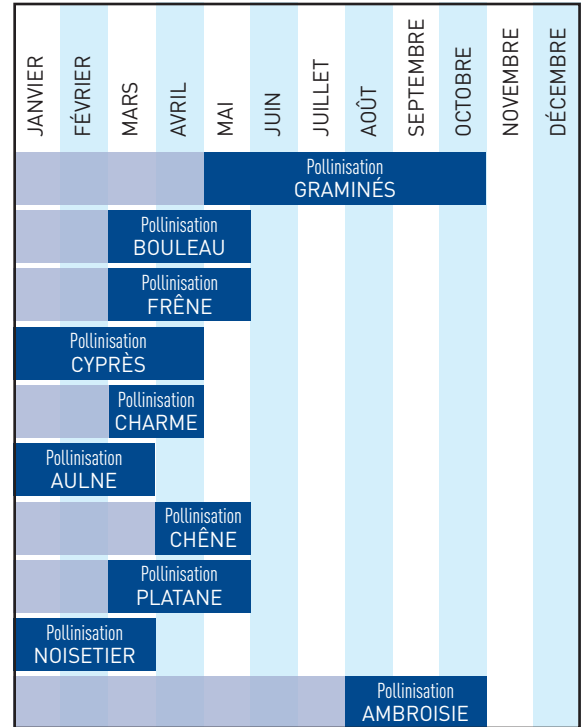 JANVIER
FÉVRIER
MARS
AVRIL
MAI
JUIN
JUILLET
AOÛT
SEPTEMBRE
OCTOBRE
NOVEMBRE
DÉCEMBRE
Pollinisation
GRAMINÉS
Pollinisation
BOULEAU
Pollinisation
FRÊNE
Pollinisation
CYPRÈS
Pollinisation
CHARME
Pollinisation
AULNE
Pollinisation
CHÊNE
Pollinisation
PLATANE
Pollinisation
NOISETIER
Pollinisation
AMBROISIE